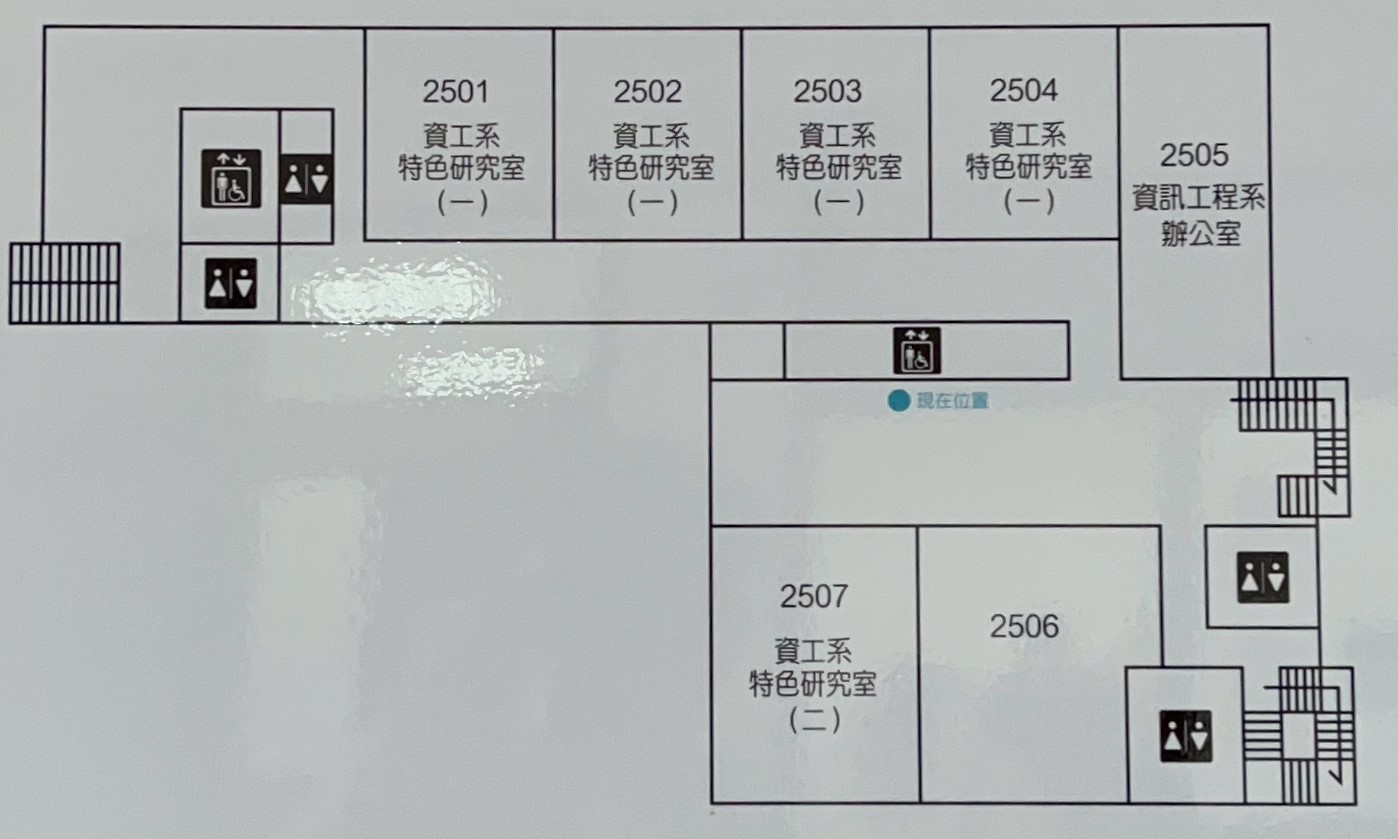 2501
資工系
特色研究室
(一)
2502
資工系
特色研究室
(一)
2503
資工系
特色研究室
(一)
2504
資工系
特色研究室
(一)
2505
資訊工程系
辦公室
現在位置
2507
資工系
特色研究室
(二)
2506